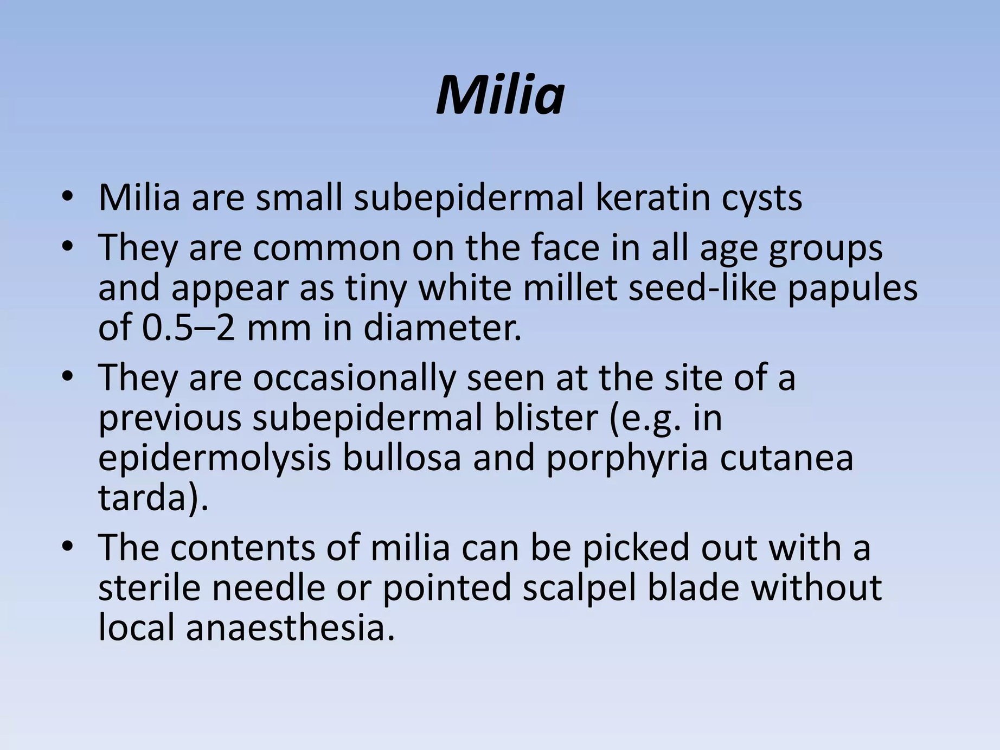 Milia
• Milia are small subepidermal keratin cysts
• They are common on the face in all age groups
and appear as tiny white millet seed-like papules
of 0.5–2 mm in diameter.
• They are occasionally seen at the site of a
previous subepidermal blister (e.g. in
epidermolysis bullosa and porphyria cutanea
tarda).
• The contents of milia can be picked out with a
sterile needle or pointed scalpel blade without
local anaesthesia.